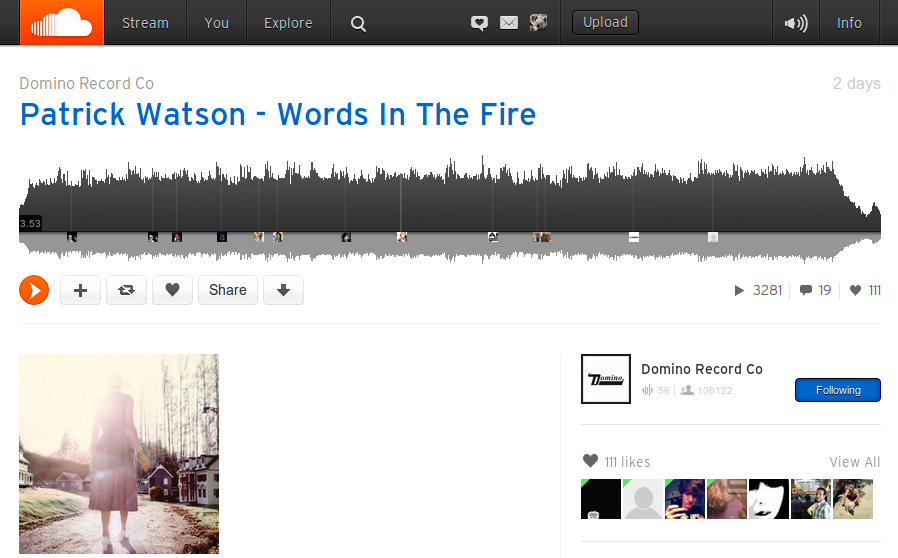 Stream You Explore Upload Info
Domino Record Co 2 days
Patrick Watson - Words In The Fire
3.53
Share 3281 19 111
Domino Domino Record Co
58 106122 Following
111 likes View All